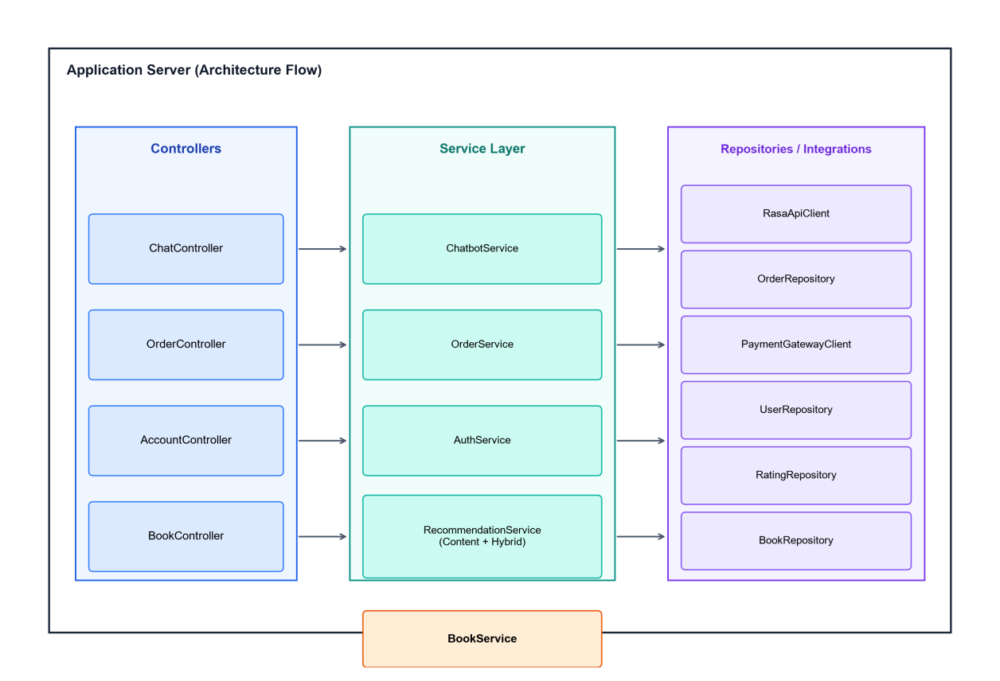 Application Server (Architecture Flow)
Controllers
ChatController
OrderController
AccountController
BookController
Service Layer
ChatbotService
OrderService
AuthService
RecommendationService
(Content + Hybrid)
Repositories / Integrations
RasaApiClient
OrderRepository
PaymentGatewayClient
UserRepository
RatingRepository
BookRepository
BookService